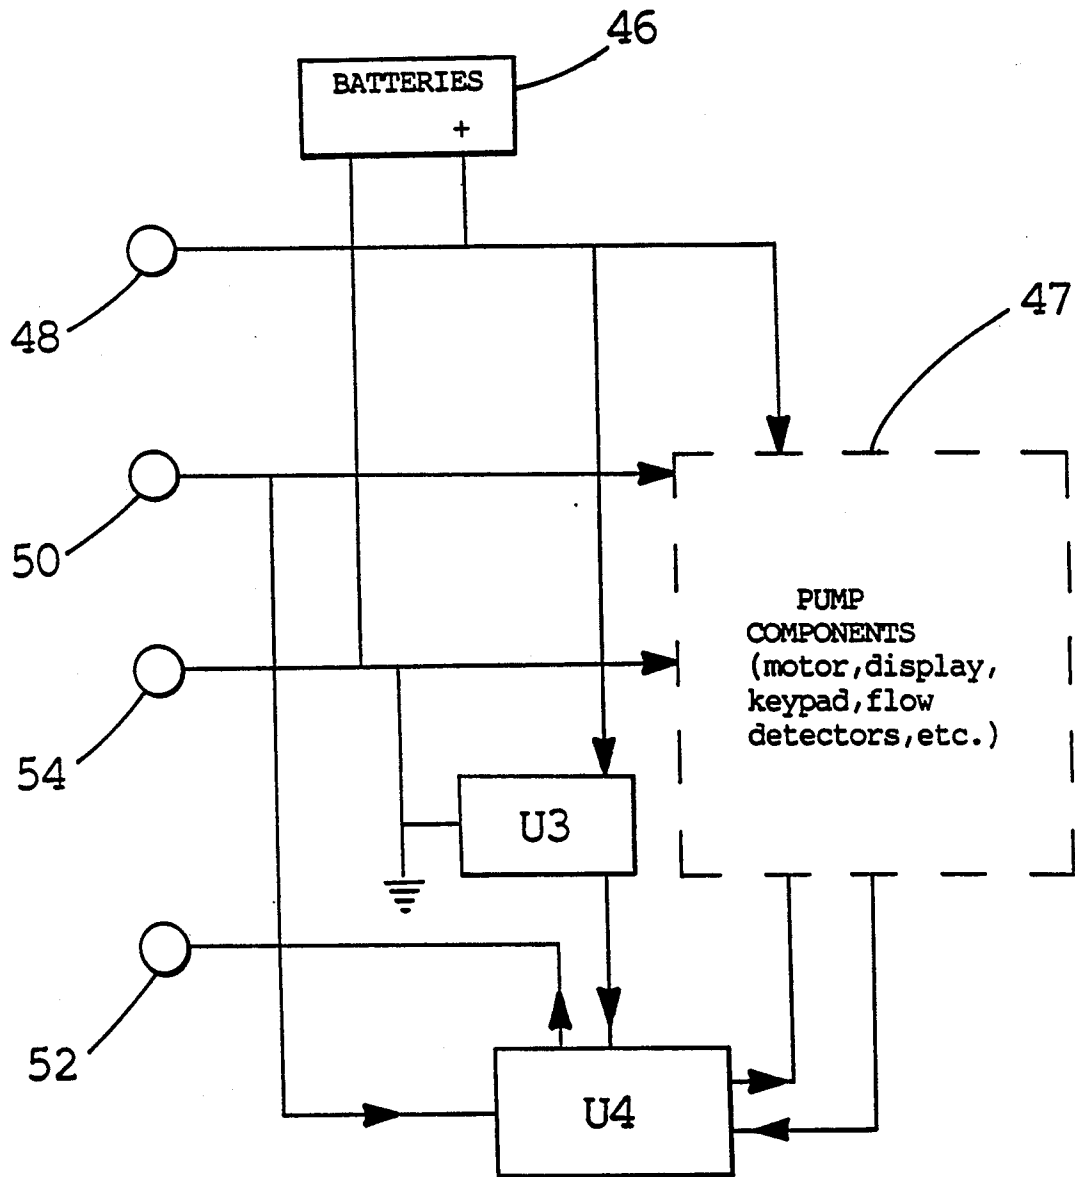 46
BATTERIES
+
48
47
50
PUMP
COMPONENTS
(motor,display,
keypad,flow
detectors,etc.)
54
U3
52
U4